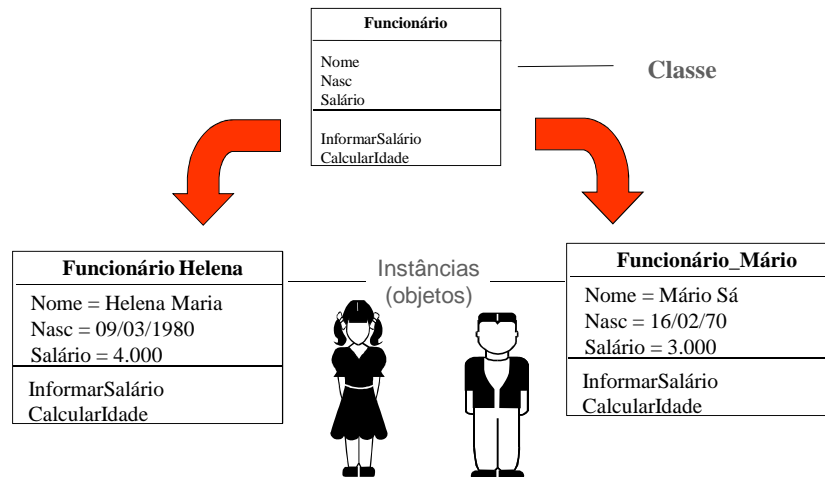 Funcionário
Nome
Nasc
Salário
InformarSalário
CalcularIdade
Classe
Funcionário Helena
Nome = Helena Maria
Nasc = 09/03/1980
Salário = 4.000
InformarSalário
CalcularIdade
Instâncias
(objetos)
Funcionário_Mário
Nome = Mário Sá
Nasc = 16/02/70
Salário = 3.000
InformarSalário
CalcularIdade